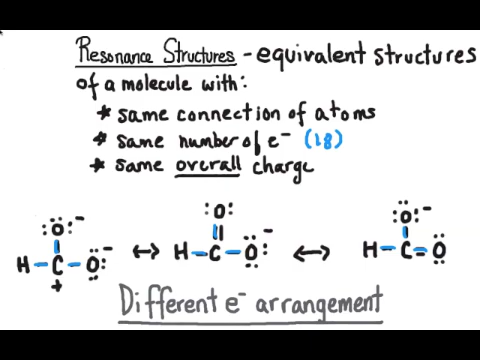 Resonance Structures - equivalent structures
of a molecule with:
* same connection of atoms
* same number of e⁻ (18)
* same overall charge
:Ö:⁻ :O: :Ö:⁻
H-C-Ö:⁻ ↔ H-C-Ö:⁻ ↔ H-C=Ö
+
Different e⁻ arrangement